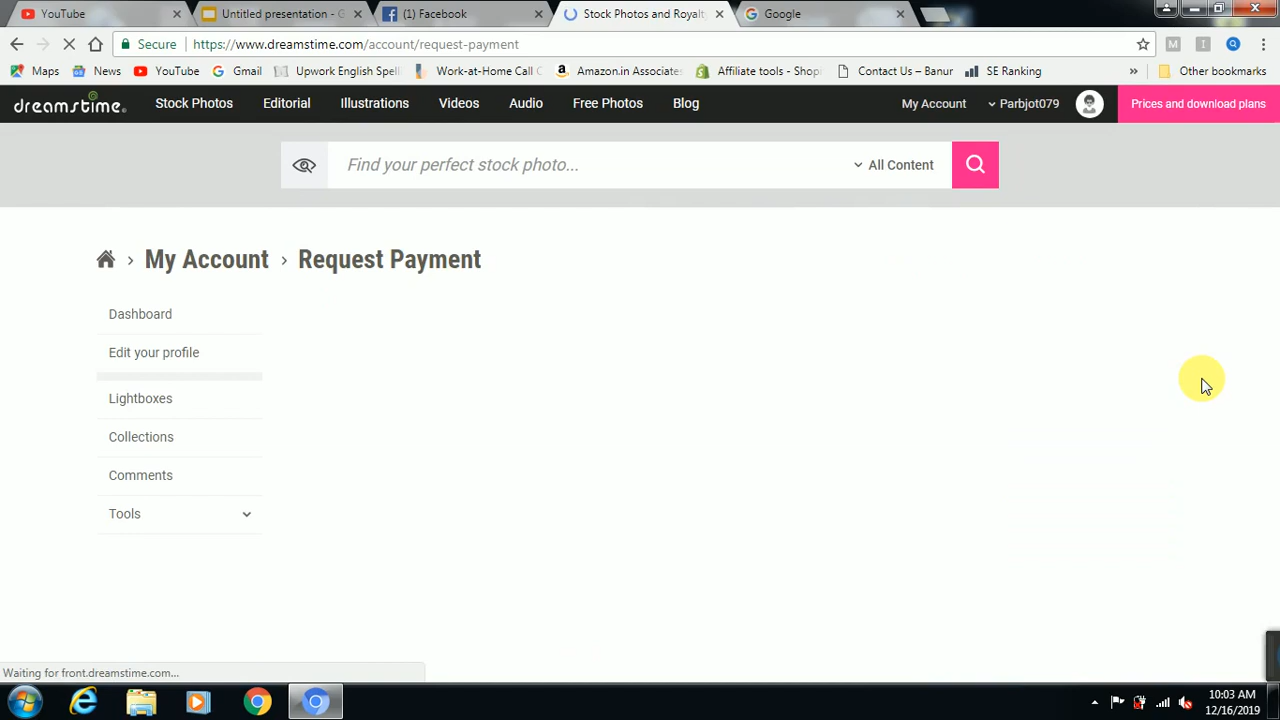 YouTube
Untitled presentation - G
(1) Facebook
Stock Photos and Royalty
Google
Secure https://www.dreamstime.com/account/request-payment
Maps News YouTube Gmail Upwork English Spell Work-at-Home Call C Amazon.in Associates Affiliate tools - Shop Contact Us – Banur SE Ranking » Other bookmarks
dreamstime. Stock Photos Editorial Illustrations Videos Audio Free Photos Blog My Account Parbjot079 Prices and download plans
Find your perfect stock photo... All Content
My Account › Request Payment
Dashboard
Edit your profile
Lightboxes
Collections
Comments
Tools
Waiting for front.dreamstime.com...
10:03 AM
12/16/2019